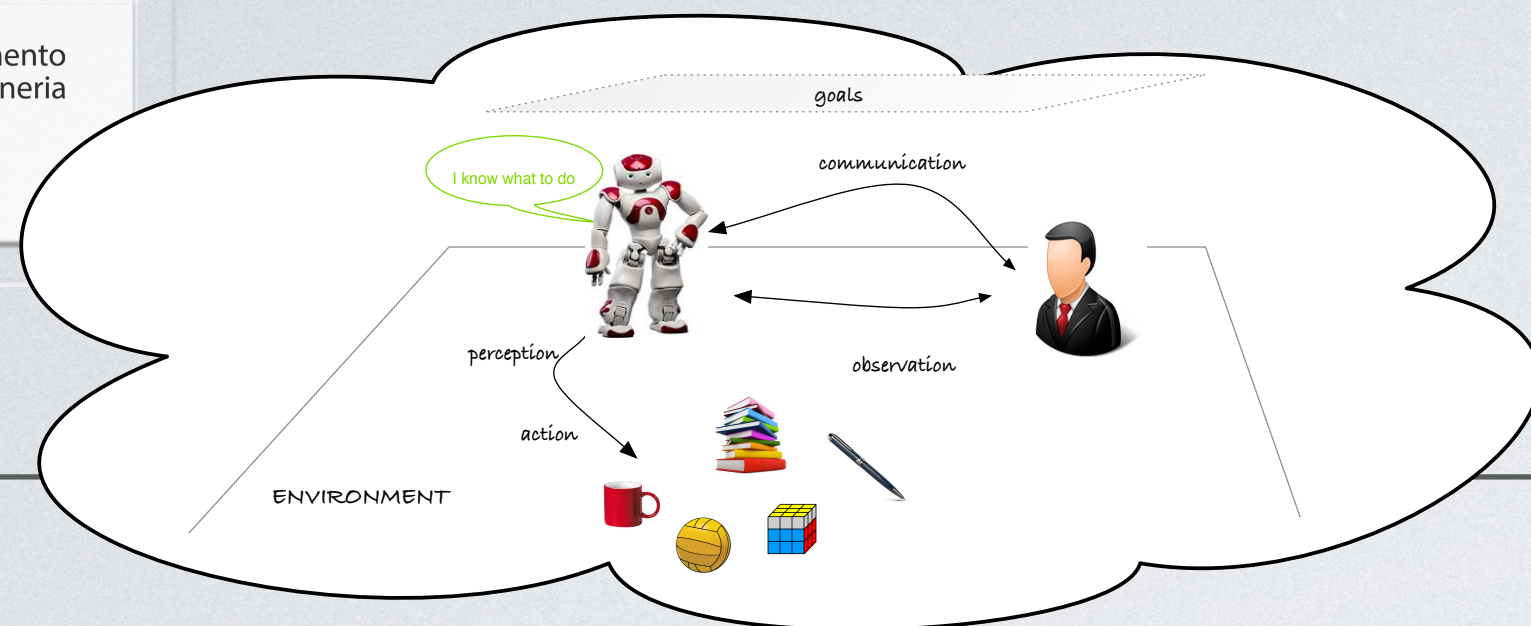 mento
neria
goals
communication
I know what to do
perception
observation
action
ENVIRONMENT